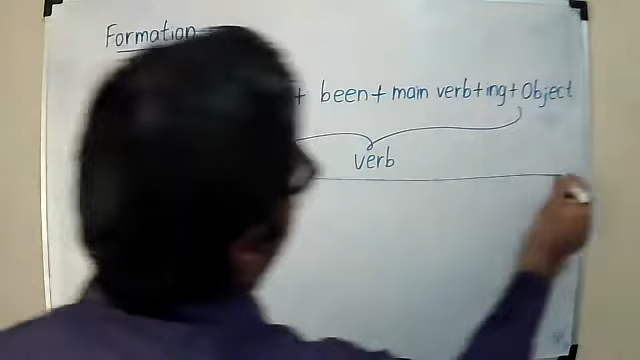 Formation
+ been + main verb+ing + Object
verb